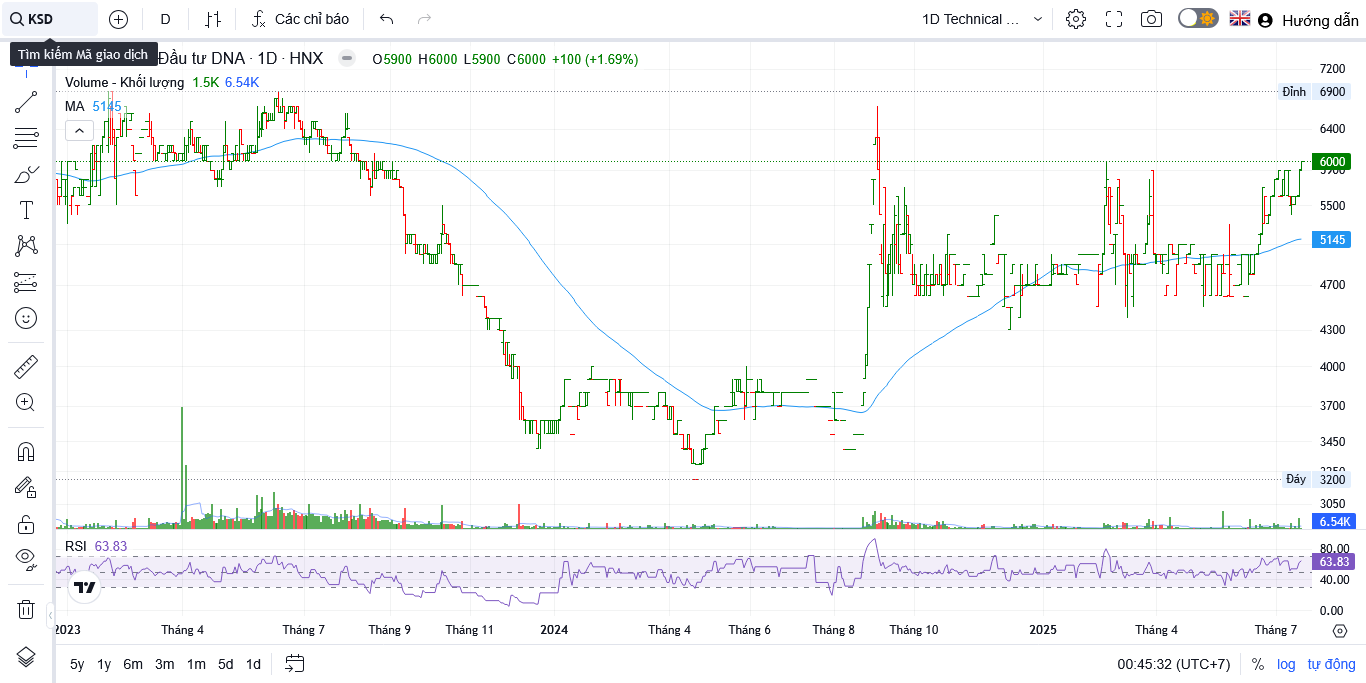 KSD
D
Các chỉ báo
1D Technical ...
Hướng dẫn
Tìm kiếm Mã giao dịch
Đầu tư DNA · 1D · HNX
O5900 H6000 L5900 C6000 +100 (+1.69%)
Volume - Khối lượng 1.5K 6.54K
MA 5145
7200
Đỉnh 6900
6400
6000
5900
5500
5145
4700
4300
4000
3700
3450
3250
Đáy 3200
3050
6.54K
RSI 63.83
80.00
63.83
40.00
0.00
2023 Tháng 4 Tháng 7 Tháng 9 Tháng 11 2024 Tháng 4 Tháng 6 Tháng 8 Tháng 10 2025 Tháng 4 Tháng 7
5y 1y 6m 3m 1m 5d 1d
00:45:32 (UTC+7) % log tự động